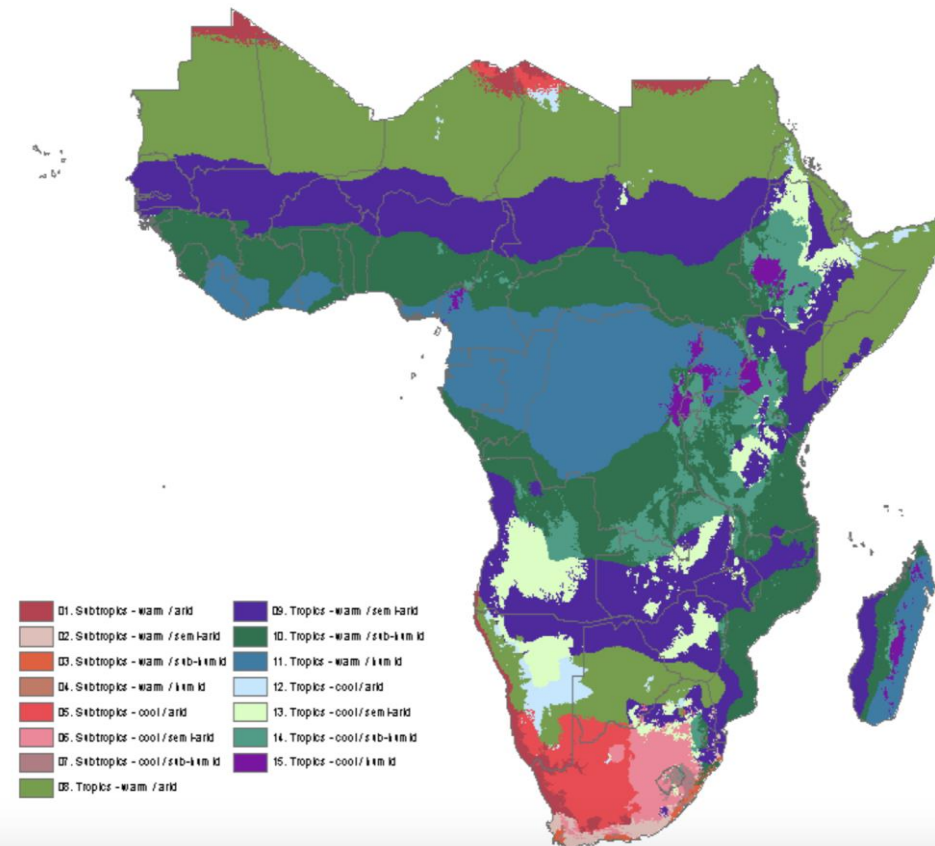 01. Subtropics - warm / arid
02. Subtropics - warm / semi-arid
03. Subtropics - warm / sub-humid
04. Subtropics - warm / humid
05. Subtropics - cool / arid
06. Subtropics - cool / semi-arid
07. Subtropics - cool / sub-humid
08. Tropics - warm / arid
09. Tropics - warm / semi-arid
10. Tropics - warm / sub-humid
11. Tropics - warm / humid
12. Tropics - cool / arid
13. Tropics - cool / semi-arid
14. Tropics - cool / sub-humid
15. Tropics - cool / humid